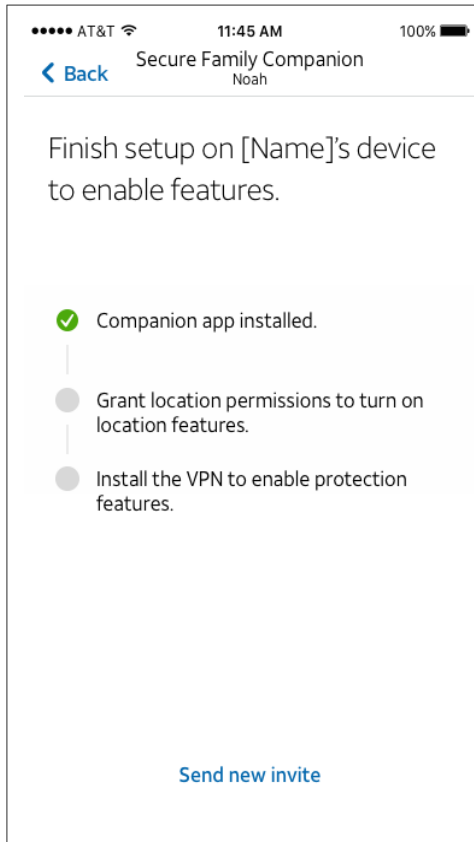 AT&T 11:45 AM 100%
Back Secure Family Companion
Noah
Finish setup on [Name]'s device
to enable features.
Companion app installed.
Grant location permissions to turn on
location features.
Install the VPN to enable protection
features.
Send new invite